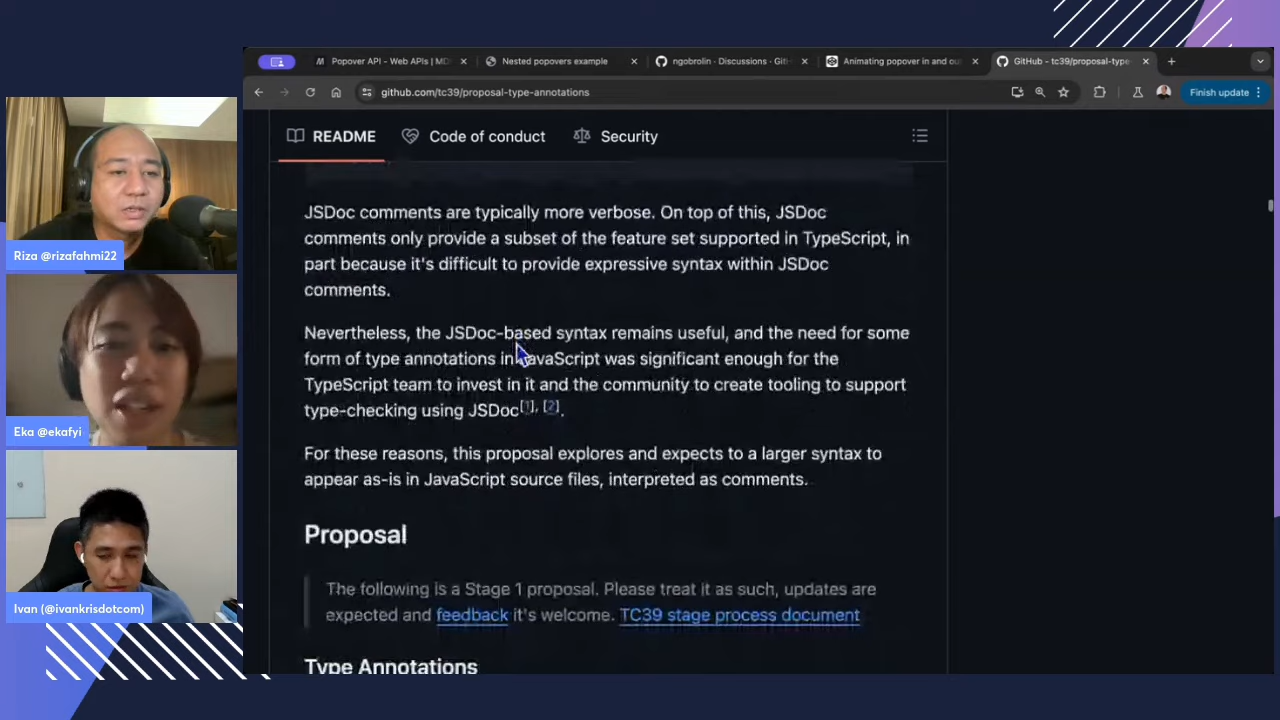 Popover API - Web APIs | MD
Nested popovers example
ngobrolin · Discussions · Git
Animating popover in and ou
GitHub - tc39/proposal-type-
github.com/tc39/proposal-type-annotations
Finish update
README
Code of conduct
Security
JSDoc comments are typically more verbose. On top of this, JSDoc
comments only provide a subset of the feature set supported in TypeScript, in
part because it's difficult to provide expressive syntax within JSDoc
comments.
Nevertheless, the JSDoc-based syntax remains useful, and the need for some
form of type annotations in JavaScript was significant enough for the
TypeScript team to invest in it and the community to create tooling to support
type-checking using JSDoc[1], [2].
For these reasons, this proposal explores and expects to a larger syntax to
appear as-is in JavaScript source files, interpreted as comments.
Proposal
The following is a Stage 1 proposal. Please treat it as such, updates are
expected and feedback it's welcome. TC39 stage process document
Type Annotations
Riza @rizafahmi22
Eka @ekafyi
Ivan (@ivankrisdotcom)